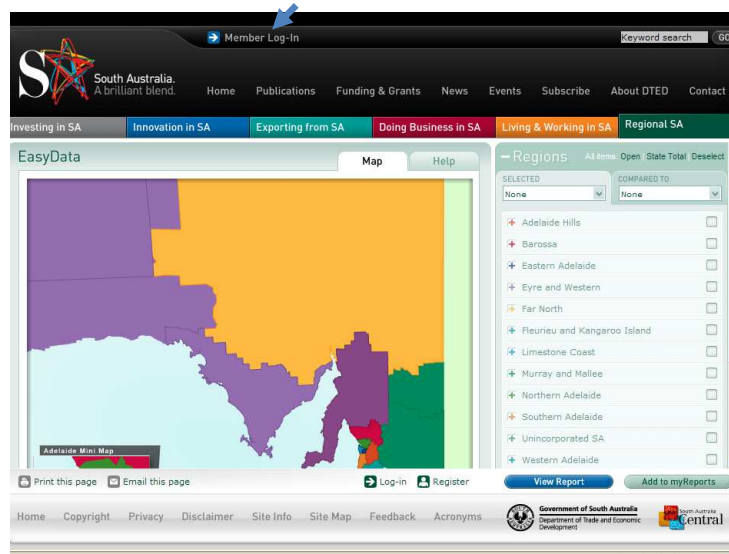 Member Log-In
Keyword search GO
SA
South Australia.
A brilliant blend.
Home Publications Funding & Grants News Events Subscribe About DTED Contact
Investing in SA Innovation in SA Exporting from SA Doing Business in SA Living & Working in SA Regional SA
EasyData
Map Help
Regions All items Open State Total Deselect
SELECTED COMPARED TO
None None
Adelaide Hills
Barossa
Eastern Adelaide
Eyre and Western
Far North
Fleurieu and Kangaroo Island
Limestone Coast
Murray and Mallee
Northern Adelaide
Southern Adelaide
Unincorporated SA
Western Adelaide
Adelaide Mini Map
Print this page Email this page Log-in Register View Report Add to myReports
Home Copyright Privacy Disclaimer Site Info Site Map Feedback Acronyms
Government of South Australia
Department of Trade and Economic
Development
South Australia
Central